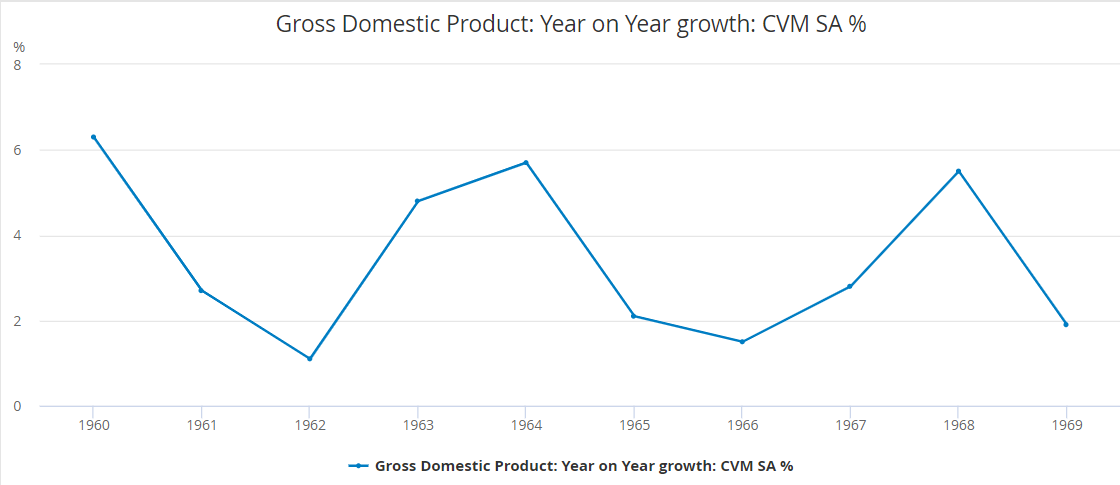 Gross Domestic Product: Year on Year growth: CVM SA %
%
8
6
4
2
0
1960 1961 1962 1963 1964 1965 1966 1967 1968 1969
Gross Domestic Product: Year on Year growth: CVM SA %